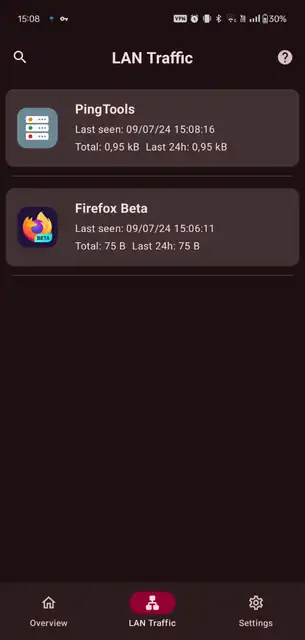 15:08 VPN 30%
LAN Traffic
PingTools
Last seen: 09/07/24 15:08:16
Total: 0,95 kB Last 24h: 0,95 kB
Firefox Beta
BETA
Last seen: 09/07/24 15:06:11
Total: 75 B Last 24h: 75 B
Overview LAN Traffic Settings